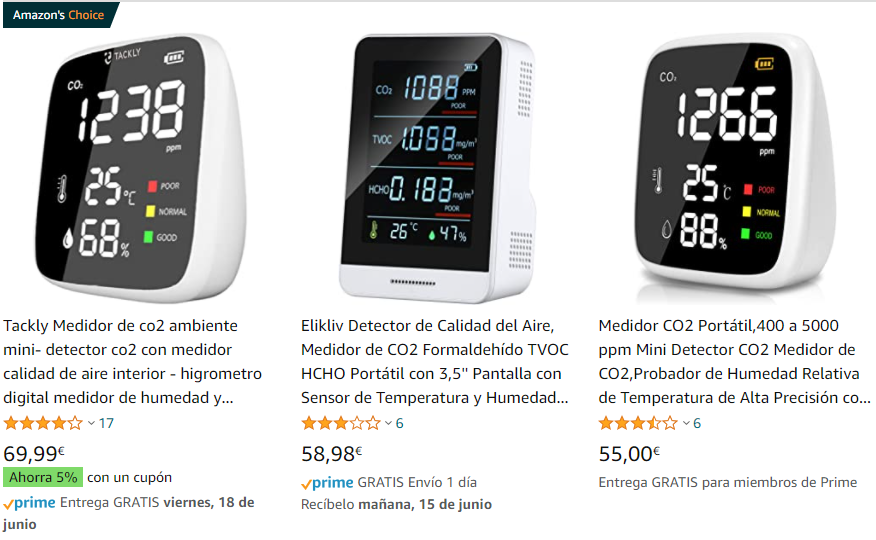 Amazon's Choice
TACKLY
CO₂
1238
ppm
25 °C
68 %
POOR
NORMAL
GOOD
CO₂ 1088 PPM
POOR
TVOC 1.088 mg/m³
POOR
HCHO 0.188 mg/m³
POOR
26 °C 47%
CO₂
1266
ppm
25 °C
88 %
POOR
NORMAL
GOOD
Tackly Medidor de co2 ambiente
mini- detector co2 con medidor
calidad de aire interior - higrometro
digital medidor de humedad y...
17
69,99€
Ahorra 5% con un cupón
prime Entrega GRATIS viernes, 18 de
junio
Elikliv Detector de Calidad del Aire,
Medidor de CO2 Formaldehído TVOC
HCHO Portátil con 3,5'' Pantalla con
Sensor de Temperatura y Humedad...
6
58,98€
prime GRATIS Envío 1 día
Recíbelo mañana, 15 de junio
Medidor CO2 Portátil,400 a 5000
ppm Mini Detector CO2 Medidor de
CO2,Probador de Humedad Relativa
de Temperatura de Alta Precisión co...
6
55,00€
Entrega GRATIS para miembros de Prime